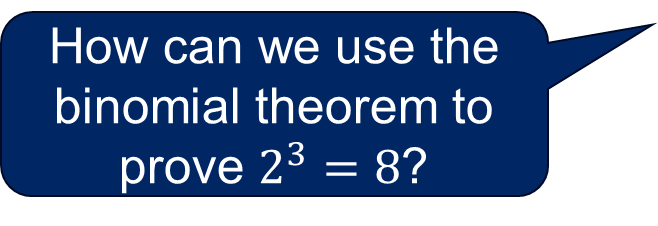 How can we use the
binomial theorem to
prove 2³ = 8?